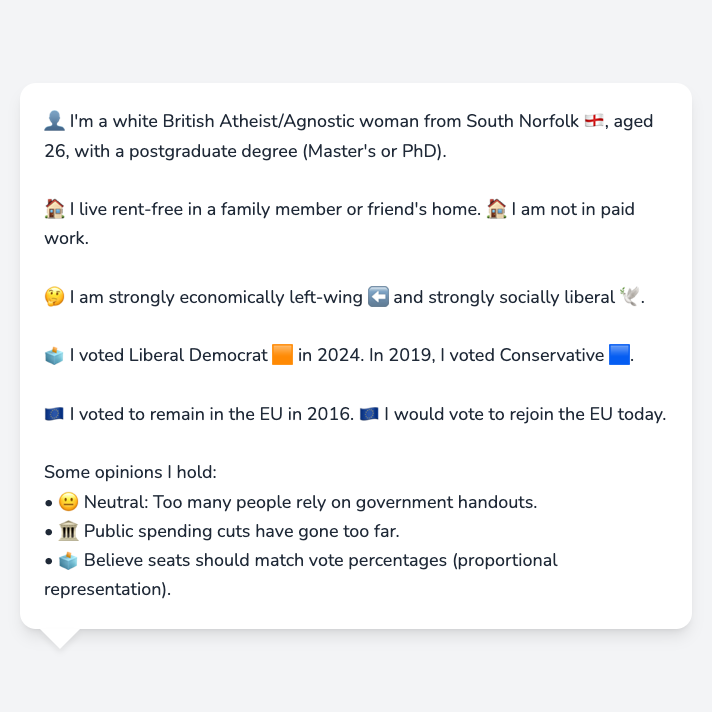 👤 I'm a white British Atheist/Agnostic woman from South Norfolk 🏴󠁧󠁢󠁥󠁮󠁧󠁿, aged
26, with a postgraduate degree (Master's or PhD).
🏠 I live rent-free in a family member or friend's home. 🏠 I am not in paid
work.
🤔 I am strongly economically left-wing ⬅️ and strongly socially liberal 🕊️.
🗳️ I voted Liberal Democrat 🟧 in 2024. In 2019, I voted Conservative 🟦.
🇪🇺 I voted to remain in the EU in 2016. 🇪🇺 I would vote to rejoin the EU today.
Some opinions I hold:
• 😐 Neutral: Too many people rely on government handouts.
• 🏛️ Public spending cuts have gone too far.
• 🗳️ Believe seats should match vote percentages (proportional
representation).